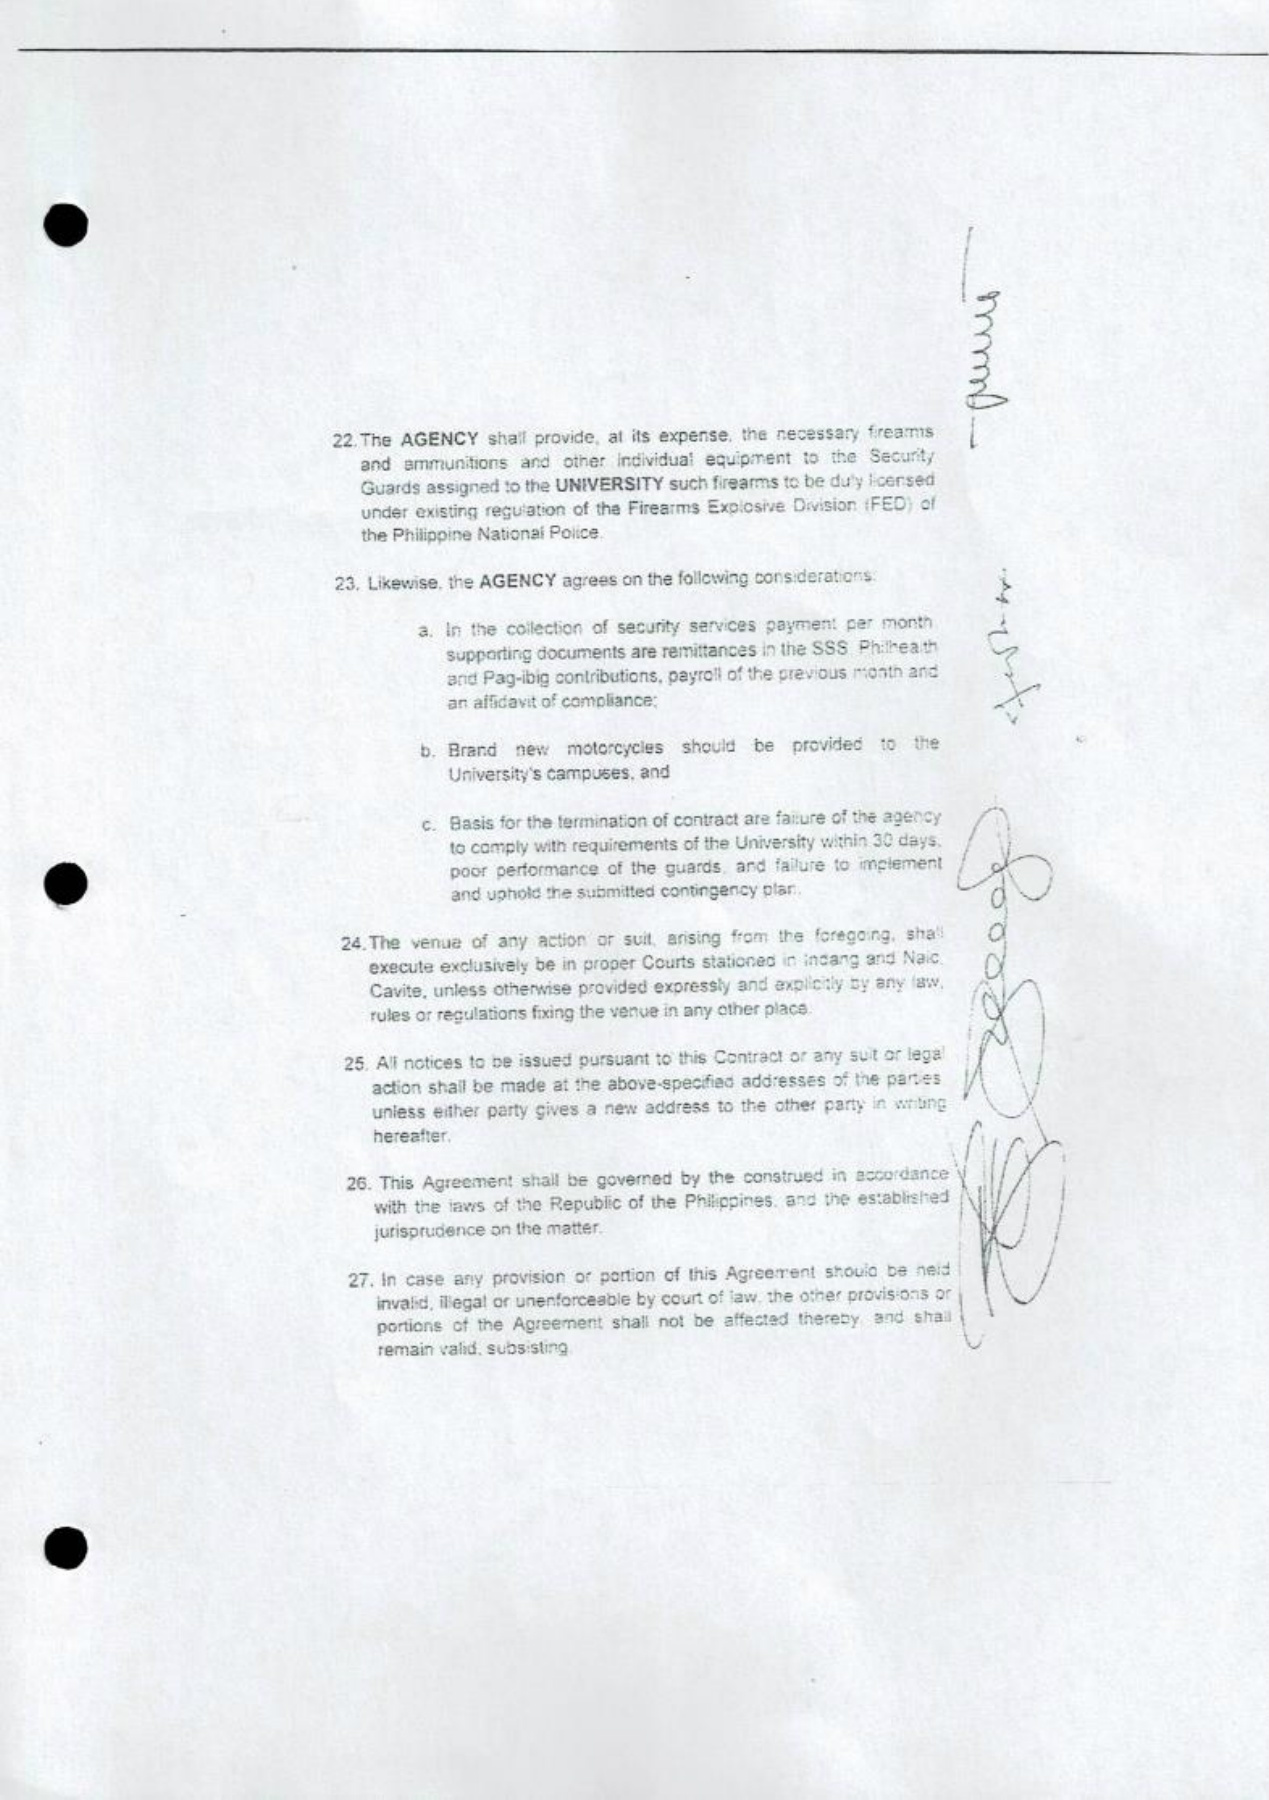 22. The AGENCY shall provide, at its expense, the necessary firearms
and ammunitions and other individual equipment to the Security
Guards assigned to the UNIVERSITY such firearms to be duly licensed
under existing regulation of the Firearms Explosive Division (FED) of
the Philippine National Police.
23. Likewise, the AGENCY agrees on the following considerations:
a. In the collection of security services payment per month
supporting documents are remittances in the SSS, Philhealth
and Pag-ibig contributions, payroll of the previous month and
an affidavit of compliance;
b. Brand new motorcycles should be provided to the
University's campuses, and
c. Basis for the termination of contract are failure of the agency
to comply with requirements of the University within 30 days,
poor performance of the guards, and failure to implement
and uphold the submitted contingency plan.
24. The venue of any action or suit, arising from the foregoing, shall
execute exclusively be in proper Courts stationed in Indang and Naic,
Cavite, unless otherwise provided expressly and explicitly by any law,
rules or regulations fixing the venue in any other place.
25. All notices to be issued pursuant to this Contract or any suit or legal
action shall be made at the above-specified addresses of the parties
unless either party gives a new address to the other party in writing
hereafter.
26. This Agreement shall be governed by the construed in accordance
with the laws of the Republic of the Philippines, and the established
jurisprudence on the matter.
27. In case any provision or portion of this Agreement should be held
invalid, illegal or unenforceable by court of law, the other provisions or
portions of the Agreement shall not be affected thereby, and shall
remain valid, subsisting.